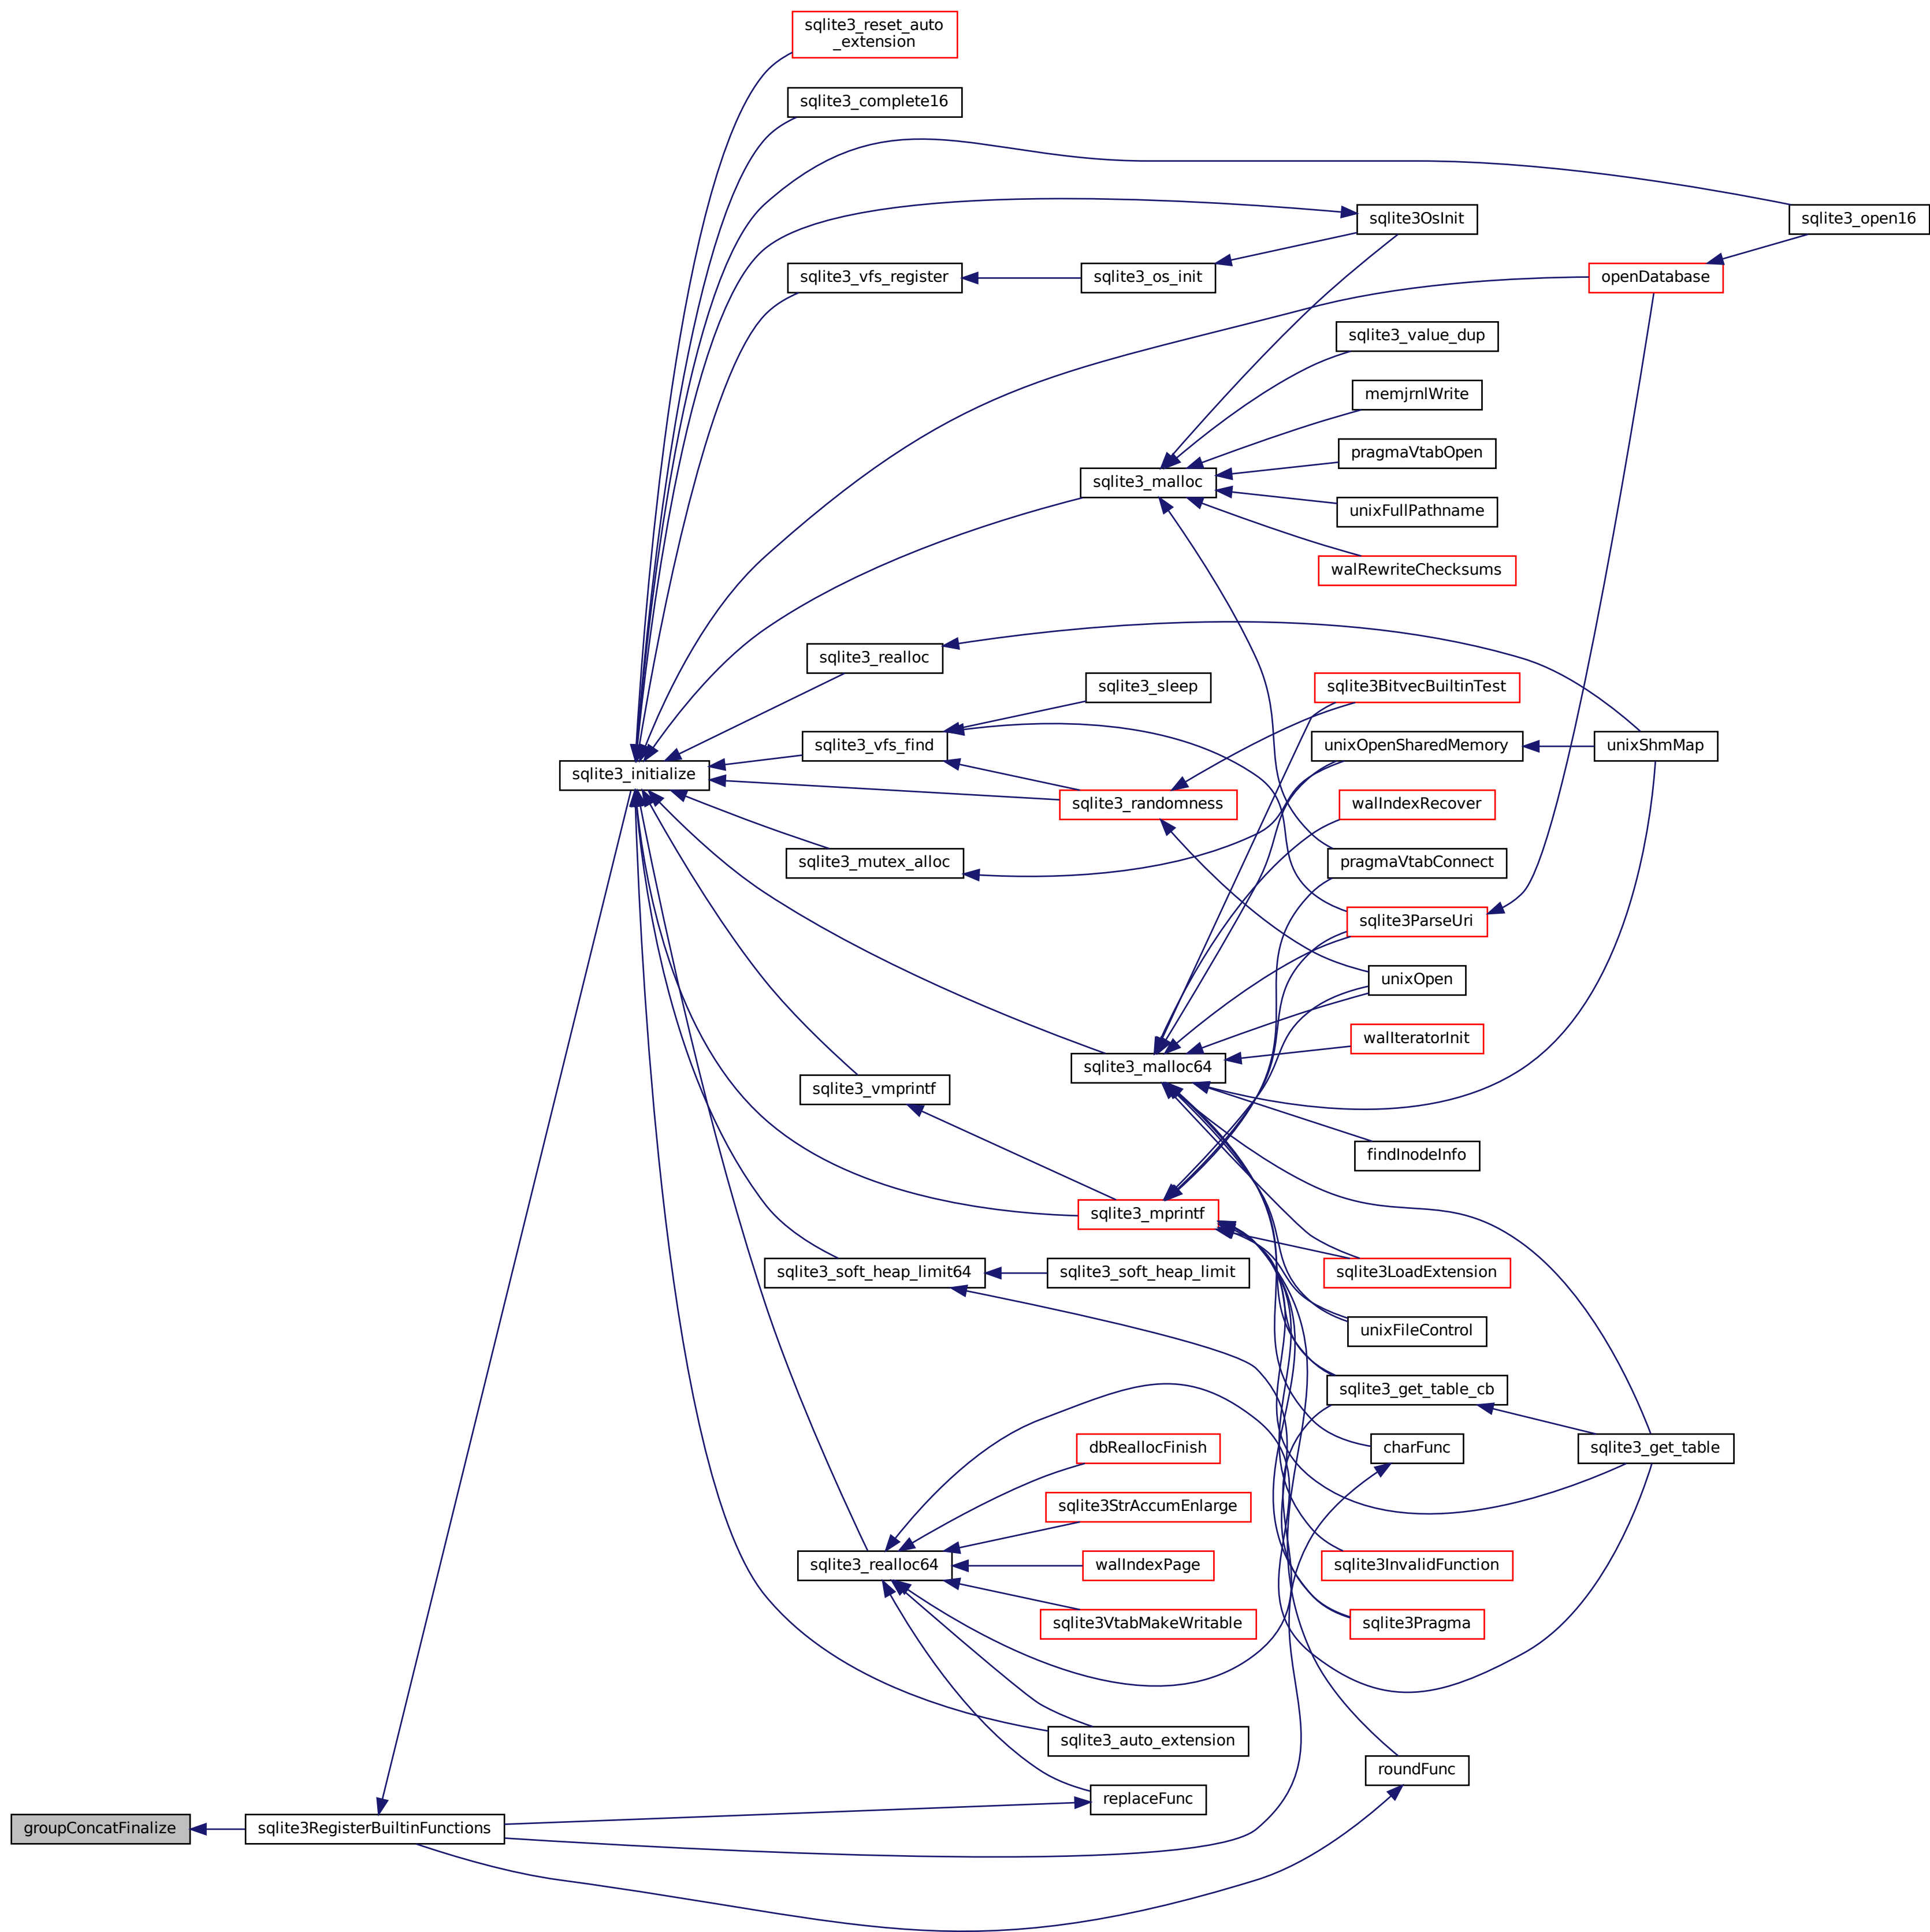 sqlite3_reset_auto
_extension
sqlite3_complete16
sqlite3OsInit
sqlite3_open16
sqlite3_vfs_register
sqlite3_os_init
openDatabase
sqlite3_value_dup
memjrnlWrite
pragmaVtabOpen
sqlite3_malloc
unixFullPathname
walRewriteChecksums
sqlite3_realloc
sqlite3_sleep
sqlite3BitvecBuiltinTest
sqlite3_vfs_find
unixOpenSharedMemory
unixShmMap
sqlite3_initialize
sqlite3_randomness
walIndexRecover
sqlite3_mutex_alloc
pragmaVtabConnect
sqlite3ParseUri
unixOpen
walIteratorInit
sqlite3_malloc64
sqlite3_vmprintf
findInodeInfo
sqlite3_mprintf
sqlite3_soft_heap_limit64
sqlite3_soft_heap_limit
sqlite3LoadExtension
unixFileControl
sqlite3_get_table_cb
dbReallocFinish
charFunc
sqlite3_get_table
sqlite3StrAccumEnlarge
sqlite3_realloc64
walIndexPage
sqlite3InvalidFunction
sqlite3VtabMakeWritable
sqlite3Pragma
sqlite3_auto_extension
roundFunc
replaceFunc
groupConcatFinalize
sqlite3RegisterBuiltinFunctions